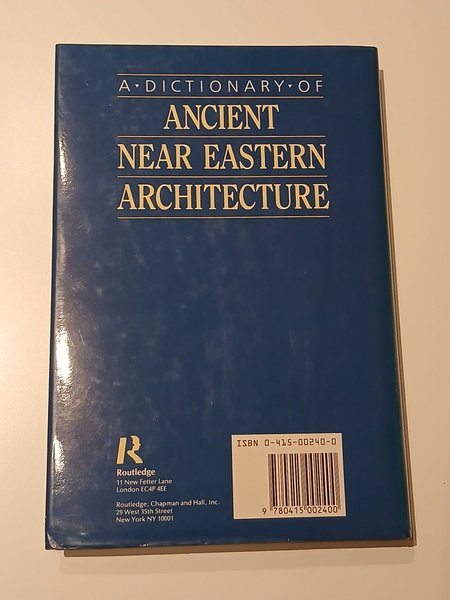 A • DICTIONARY • OF
ANCIENT
NEAR EASTERN
ARCHITECTURE
R
Routledge
11 New Fetter Lane
London EC4P 4EE
Routledge, Chapman and Hall, Inc.
29 West 35th Street
New York NY 10001
ISBN 0-415-00240-0
9 780415 002400